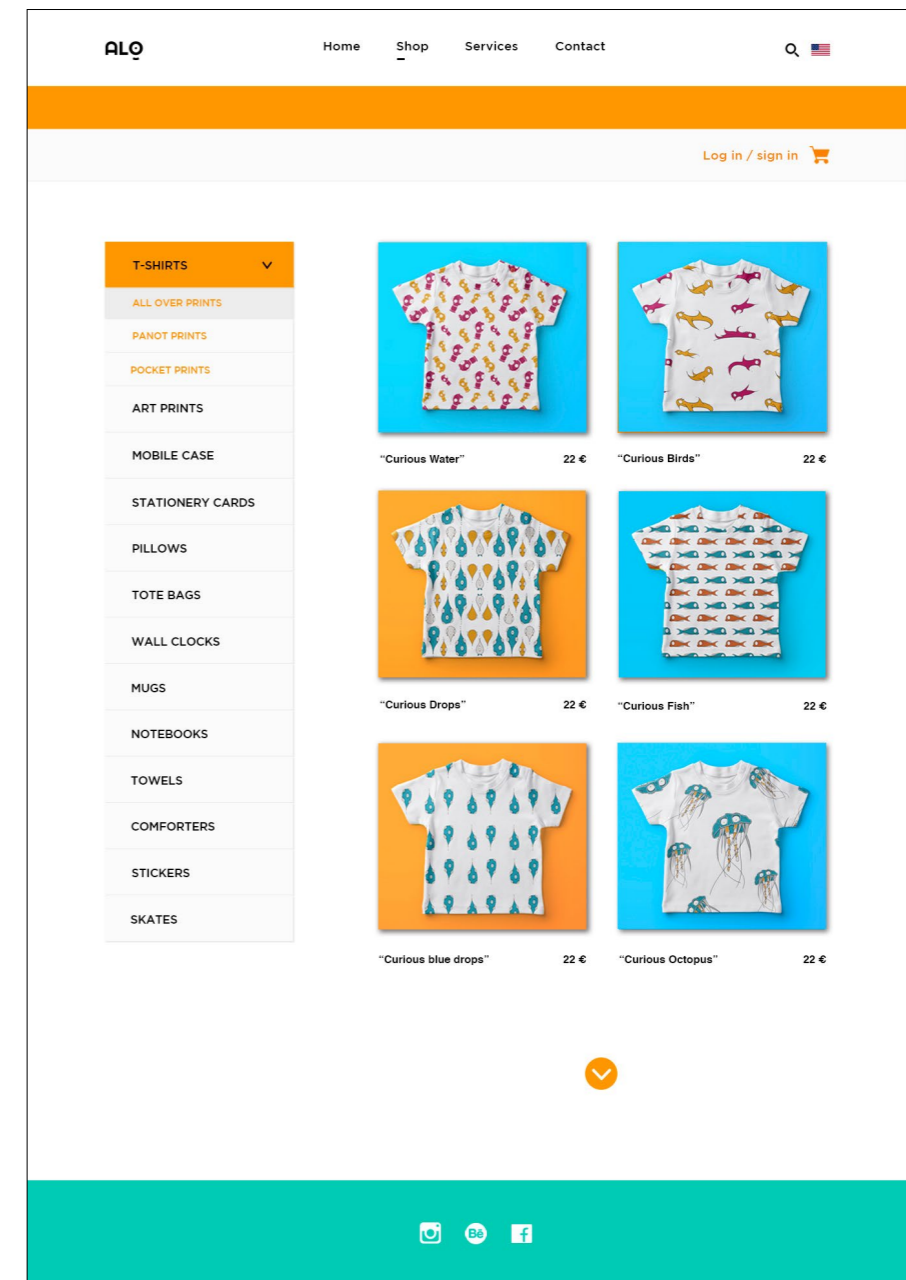 ALO
Home Shop Services Contact
Log in / sign in
T-SHIRTS
ALL OVER PRINTS
PANOT PRINTS
POCKET PRINTS
ART PRINTS
MOBILE CASE
STATIONERY CARDS
PILLOWS
TOTE BAGS
WALL CLOCKS
MUGS
NOTEBOOKS
TOWELS
COMFORTERS
STICKERS
SKATES
“Curious Water” 22 €
“Curious Birds” 22 €
“Curious Drops” 22 €
“Curious Fish” 22 €
“Curious blue drops” 22 €
“Curious Octopus” 22 €
Bē f